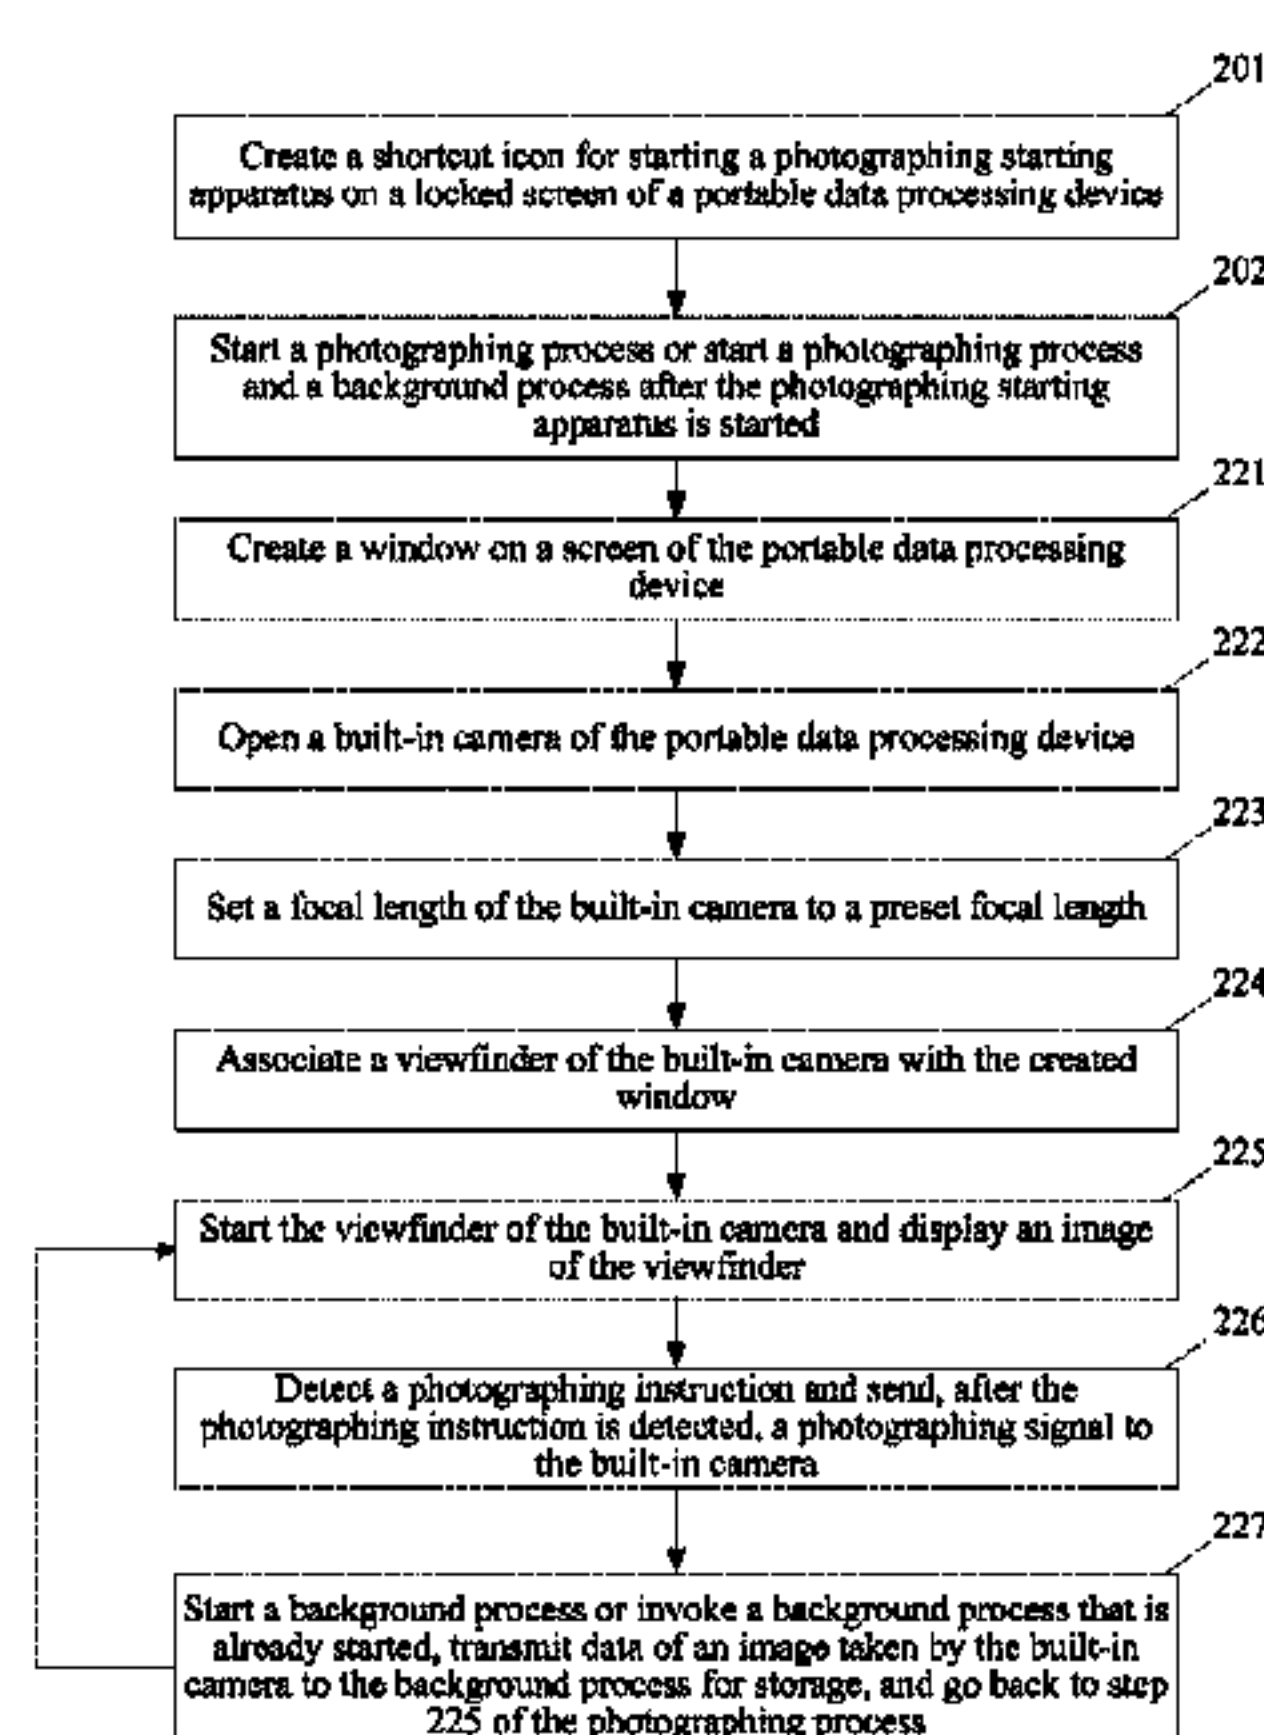 201
Create a shortcut icon for starting a photographing starting
apparatus on a locked screen of a portable data processing device
202
Start a photographing process or start a photographing process
and a background process after the photographing starting
apparatus is started
221
Create a window on a screen of the portable data processing
device
222
Open a built-in camera of the portable data processing device
223
Set a focal length of the built-in camera to a preset focal length
224
Associate a viewfinder of the built-in camera with the created
window
225
Start the viewfinder of the built-in camera and display an image
of the viewfinder
226
Detect a photographing instruction and send, after the
photographing instruction is detected, a photographing signal to
the built-in camera
227
Start a background process or invoke a background process that is
already started, transmit data of an image taken by the built-in
camera to the background process for storage, and go back to step
225 of the photographing process